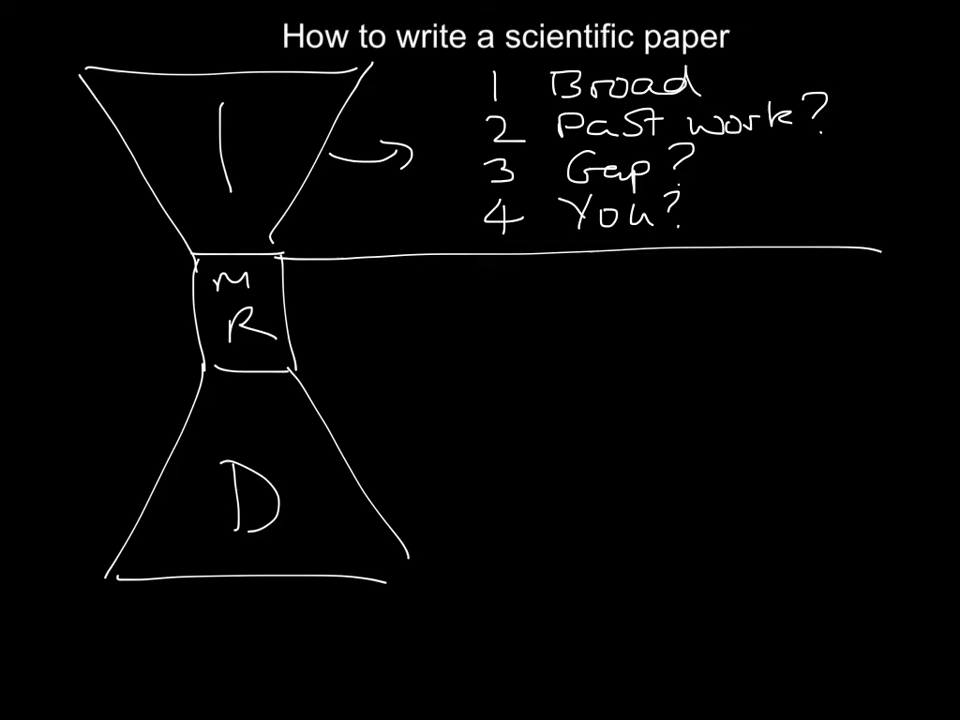 How to write a scientific paper
I
1 Broad
2 Past work?
3 Gap?
4 You?
M
R
D